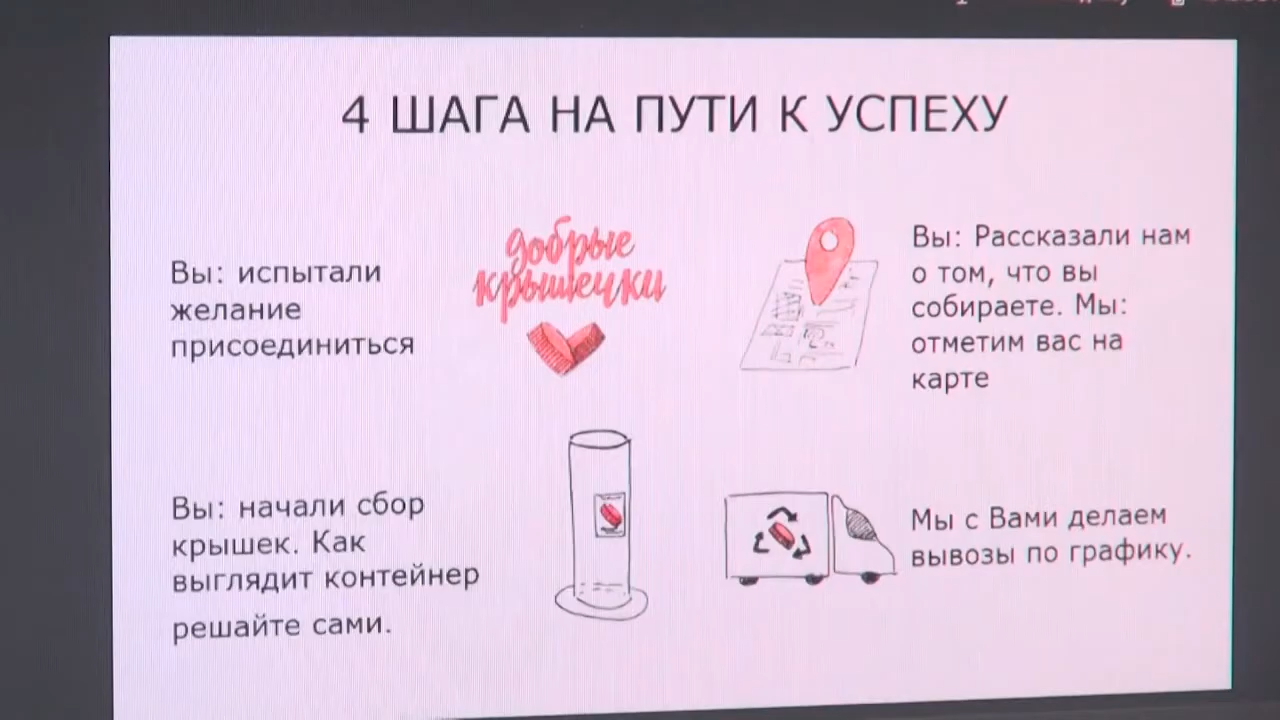 4 ШАГА НА ПУТИ К УСПЕХУ
Вы: испытали
желание
присоединиться
добрые
крышечки
Вы: Рассказали нам
о том, что вы
собираете. Мы:
отметим вас на
карте
Вы: начали сбор
крышек. Как
выглядит контейнер
решайте сами.
Мы с Вами делаем
вывозы по графику.